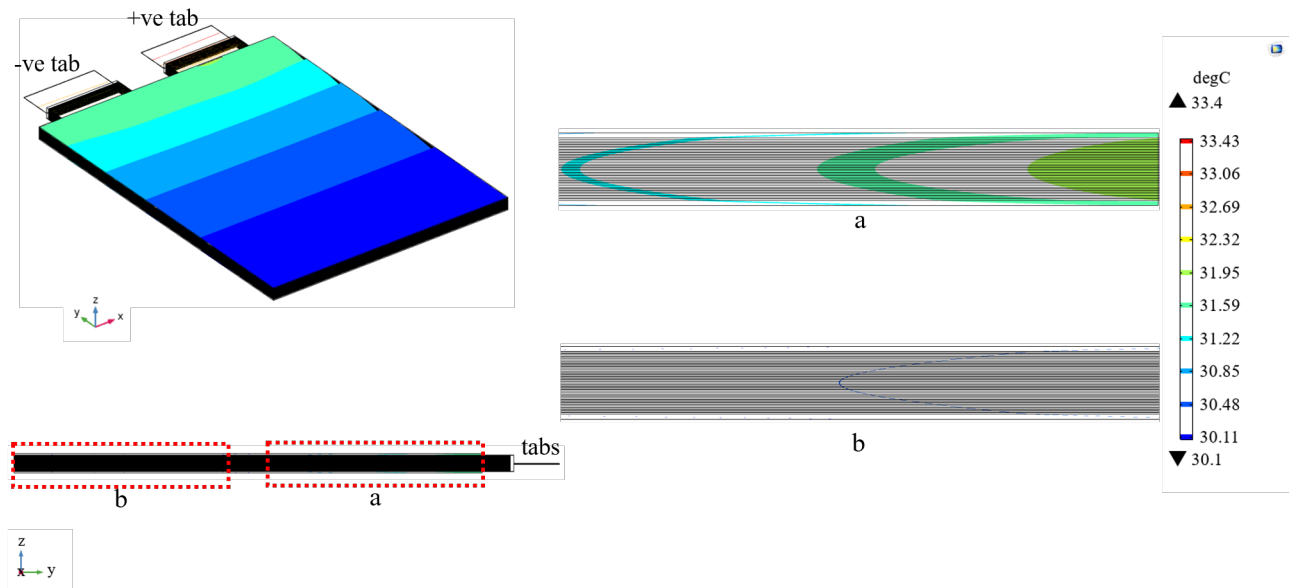 +ve tab
-ve tab
z
y
x
a
b
degC
33.4
33.43
33.06
32.69
32.32
31.95
31.59
31.22
30.85
30.48
30.11
30.1
tabs
b
a
z
x
y